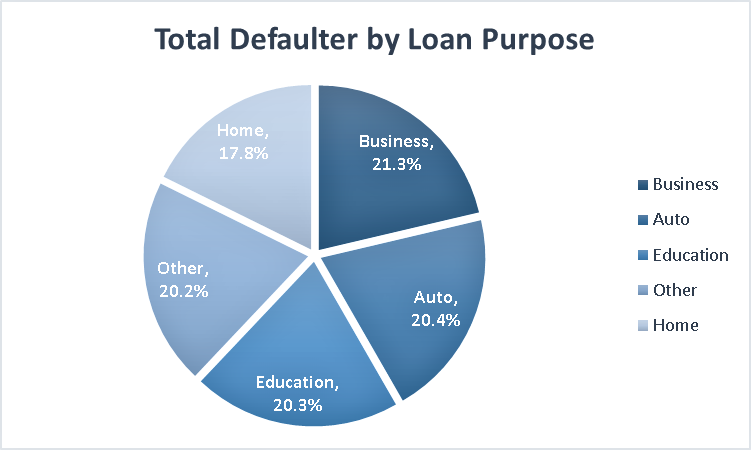 Total Defaulter by Loan Purpose
Home,
17.8%
Business,
21.3%
Other,
20.2%
Auto,
20.4%
Education,
20.3%
Business
Auto
Education
Other
Home